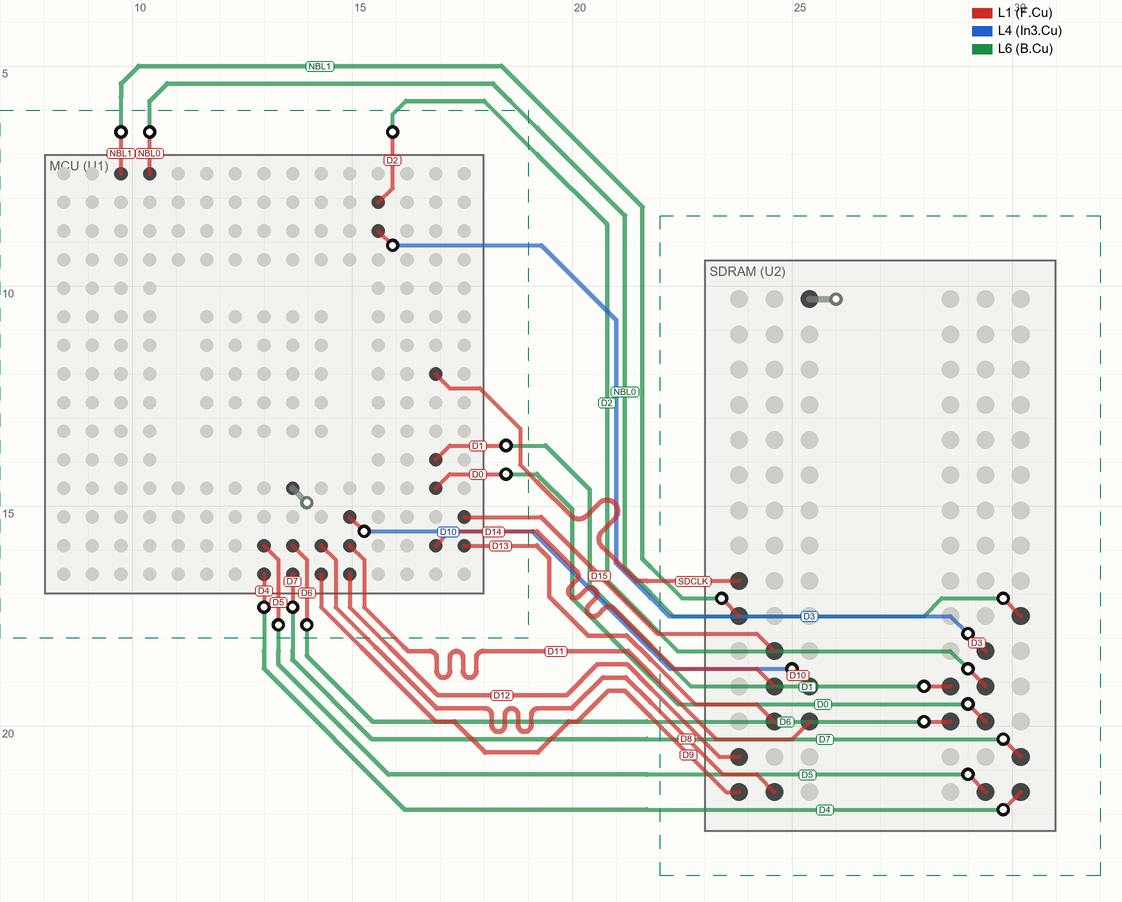 10 15 20 25 30
L1 (F.Cu)
L4 (In3.Cu)
L6 (B.Cu)
5
NBL1
NBL1 NBL0
D2
MCU (U1)
SDRAM (U2)
10
D2
NBL0
D1
D0
15
D10 D14
D13
D15
SDCLK
D7
D4
D6
D5
D3
D3
D11
D10
D1
D12
D0
20
D6
D8
D7
D9
D5
D4